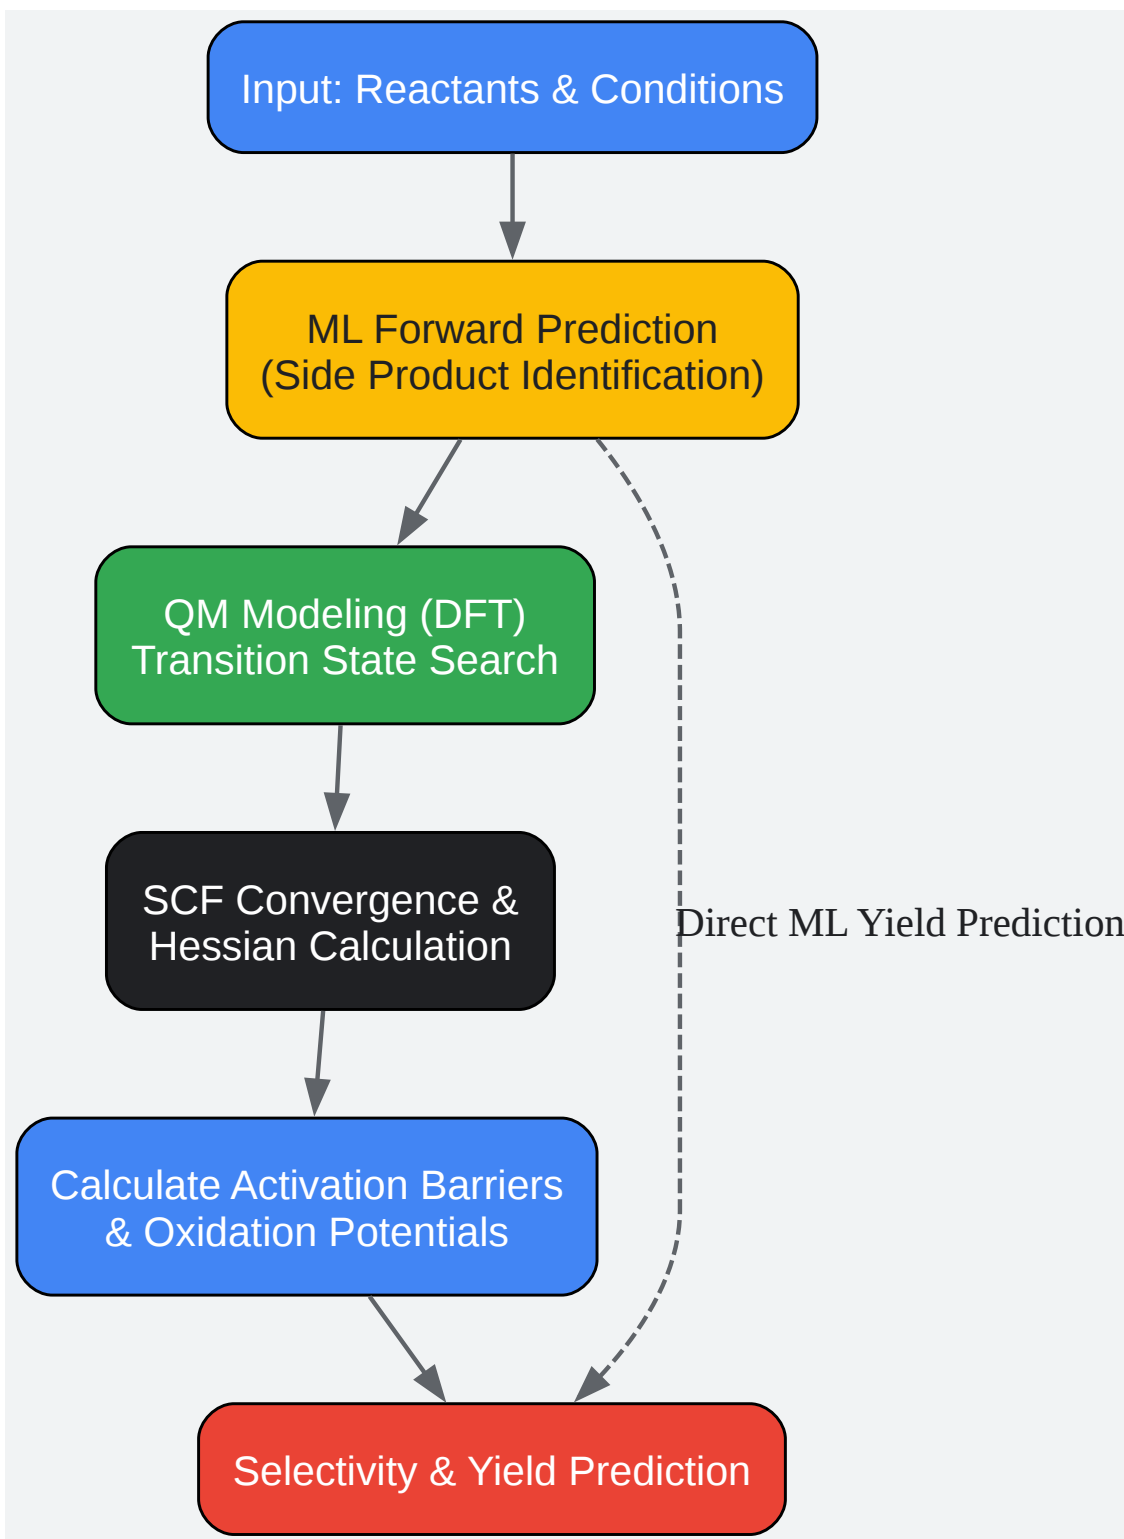 Input: Reactants & Conditions
ML Forward Prediction
(Side Product Identification)
QM Modeling (DFT)
Transition State Search
SCF Convergence &
Hessian Calculation
Direct ML Yield Prediction
Calculate Activation Barriers
& Oxidation Potentials
Selectivity & Yield Prediction